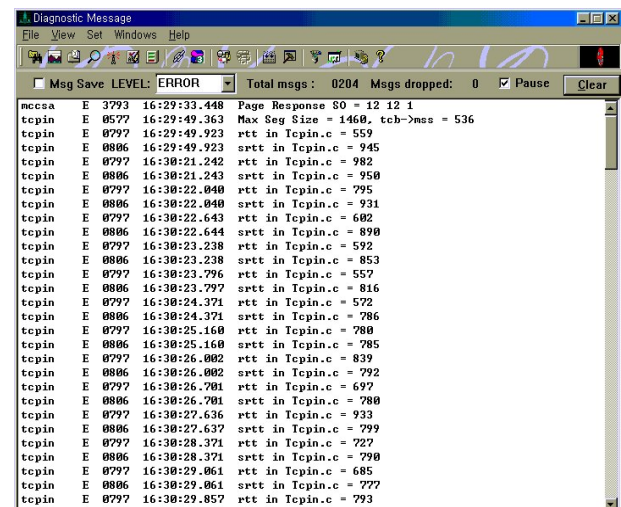 Diagnostic Message
File View Set Windows Help
Msg Save LEVEL: ERROR Total msgs : 0204 Msgs dropped: 0 Pause Clear
mccsa E 3793 16:29:33.448 Page Response SO = 12 12 1
tcpin E 0577 16:29:49.363 Max Seg Size = 1460, tcb->mss = 536
tcpin E 0797 16:29:49.923 rtt in Tcpin.c = 559
tcpin E 0806 16:29:49.923 srtt in Tcpin.c = 945
tcpin E 0797 16:30:21.242 rtt in Tcpin.c = 982
tcpin E 0806 16:30:21.243 srtt in Tcpin.c = 950
tcpin E 0797 16:30:22.040 rtt in Tcpin.c = 795
tcpin E 0806 16:30:22.040 srtt in Tcpin.c = 931
tcpin E 0797 16:30:22.643 rtt in Tcpin.c = 602
tcpin E 0806 16:30:22.644 srtt in Tcpin.c = 890
tcpin E 0797 16:30:23.238 rtt in Tcpin.c = 592
tcpin E 0806 16:30:23.238 srtt in Tcpin.c = 853
tcpin E 0797 16:30:23.796 rtt in Tcpin.c = 557
tcpin E 0806 16:30:23.797 srtt in Tcpin.c = 816
tcpin E 0797 16:30:24.371 rtt in Tcpin.c = 572
tcpin E 0806 16:30:24.371 srtt in Tcpin.c = 786
tcpin E 0797 16:30:25.160 rtt in Tcpin.c = 780
tcpin E 0806 16:30:25.160 srtt in Tcpin.c = 785
tcpin E 0797 16:30:26.002 rtt in Tcpin.c = 839
tcpin E 0806 16:30:26.002 srtt in Tcpin.c = 792
tcpin E 0797 16:30:26.701 rtt in Tcpin.c = 697
tcpin E 0806 16:30:26.701 srtt in Tcpin.c = 780
tcpin E 0797 16:30:27.636 rtt in Tcpin.c = 933
tcpin E 0806 16:30:27.637 srtt in Tcpin.c = 799
tcpin E 0797 16:30:28.371 rtt in Tcpin.c = 727
tcpin E 0806 16:30:28.371 srtt in Tcpin.c = 790
tcpin E 0797 16:30:29.061 rtt in Tcpin.c = 685
tcpin E 0806 16:30:29.061 srtt in Tcpin.c = 777
tcpin E 0797 16:30:29.857 rtt in Tcpin.c = 793